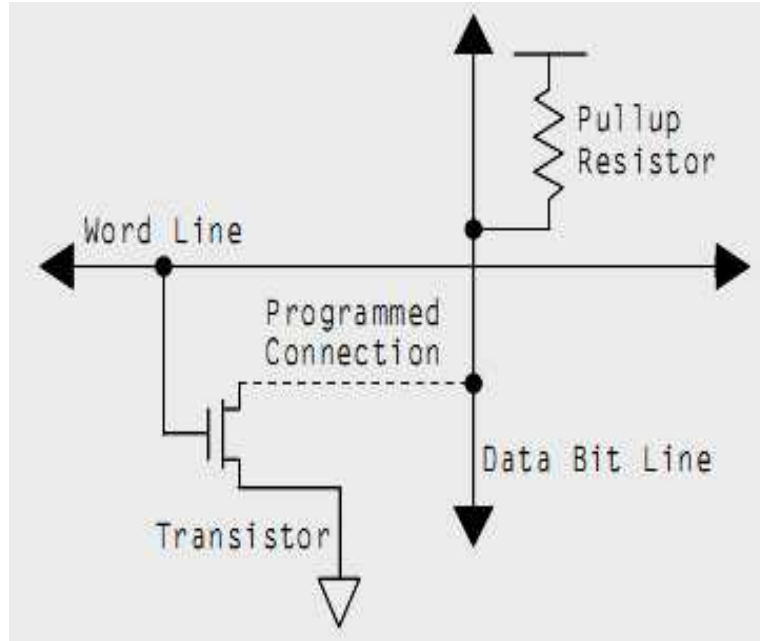 Pullup
Resistor
Word Line
Programmed
Connection
Data Bit Line
Transistor